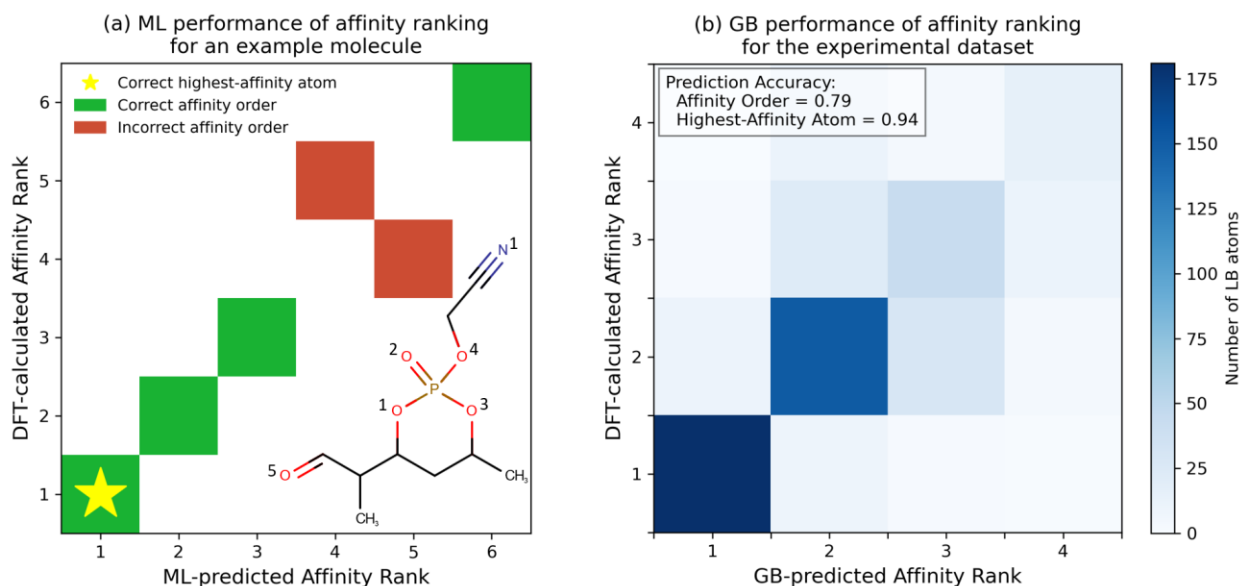 (a) ML performance of affinity ranking
for an example molecule
Correct highest-affinity atom
Correct affinity order
Incorrect affinity order
DFT-calculated Affinity Rank
6
5
4
3
2
1
N1
2
O
O4
P
1
O
O3
5
O
CH3
CH3
1 2 3 4 5 6
ML-predicted Affinity Rank
(b) GB performance of affinity ranking
for the experimental dataset
Prediction Accuracy:
Affinity Order = 0.79
Highest-Affinity Atom = 0.94
DFT-calculated Affinity Rank
4
3
2
1
1 2 3 4
GB-predicted Affinity Rank
175
150
125
100
75
50
25
0
Number of LB atoms